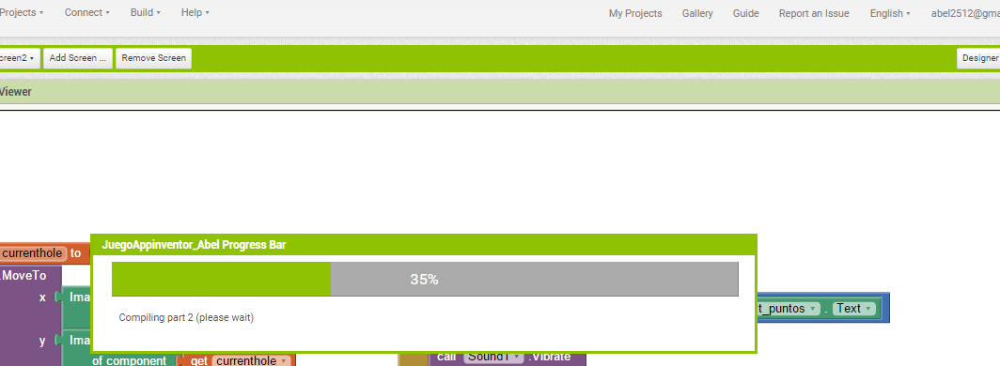 Projects Connect Build Help My Projects Gallery Guide Report an Issue English abel2512@gma
creen2 Add Screen ... Remove Screen Designer
Viewer
currenthole to
.MoveTo
x Ima
y Ima
of component get currenthole
JuegoAppinventor_Abel Progress Bar
35%
Compiling part 2 (please wait)
t_puntos . Text
call Sound1 .Vibrate